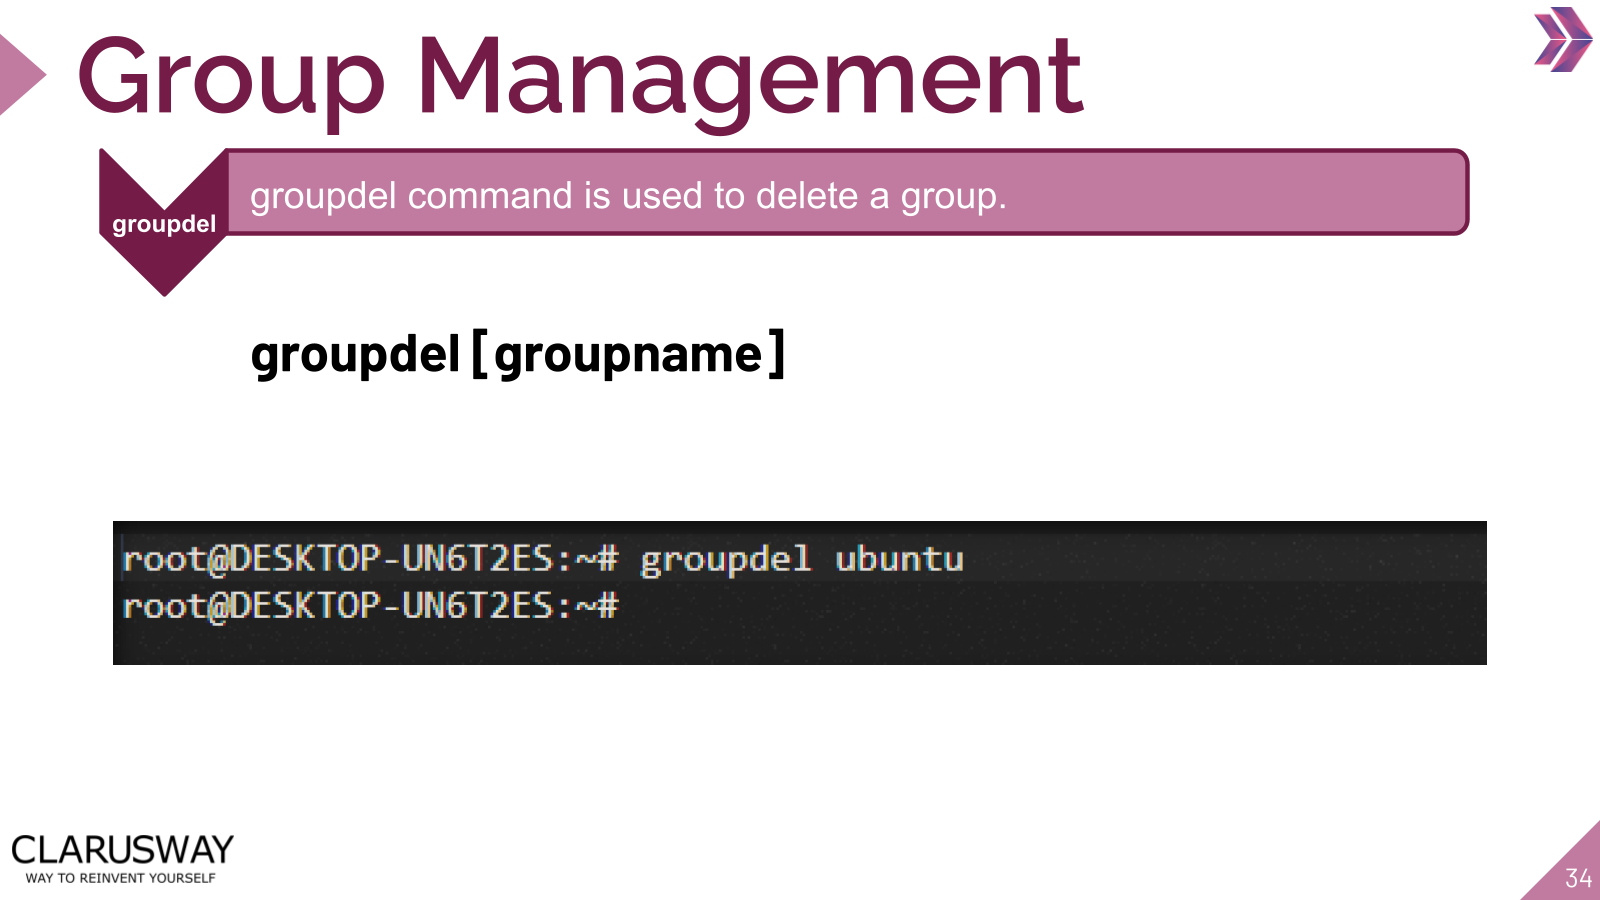 Group Management
groupdel
groupdel command is used to delete a group.
groupdel [groupname]
root@DESKTOP-UN6T2ES:~# groupdel ubuntu
root@DESKTOP-UN6T2ES:~#
CLARUSWAY
WAY TO REINVENT YOURSELF
34